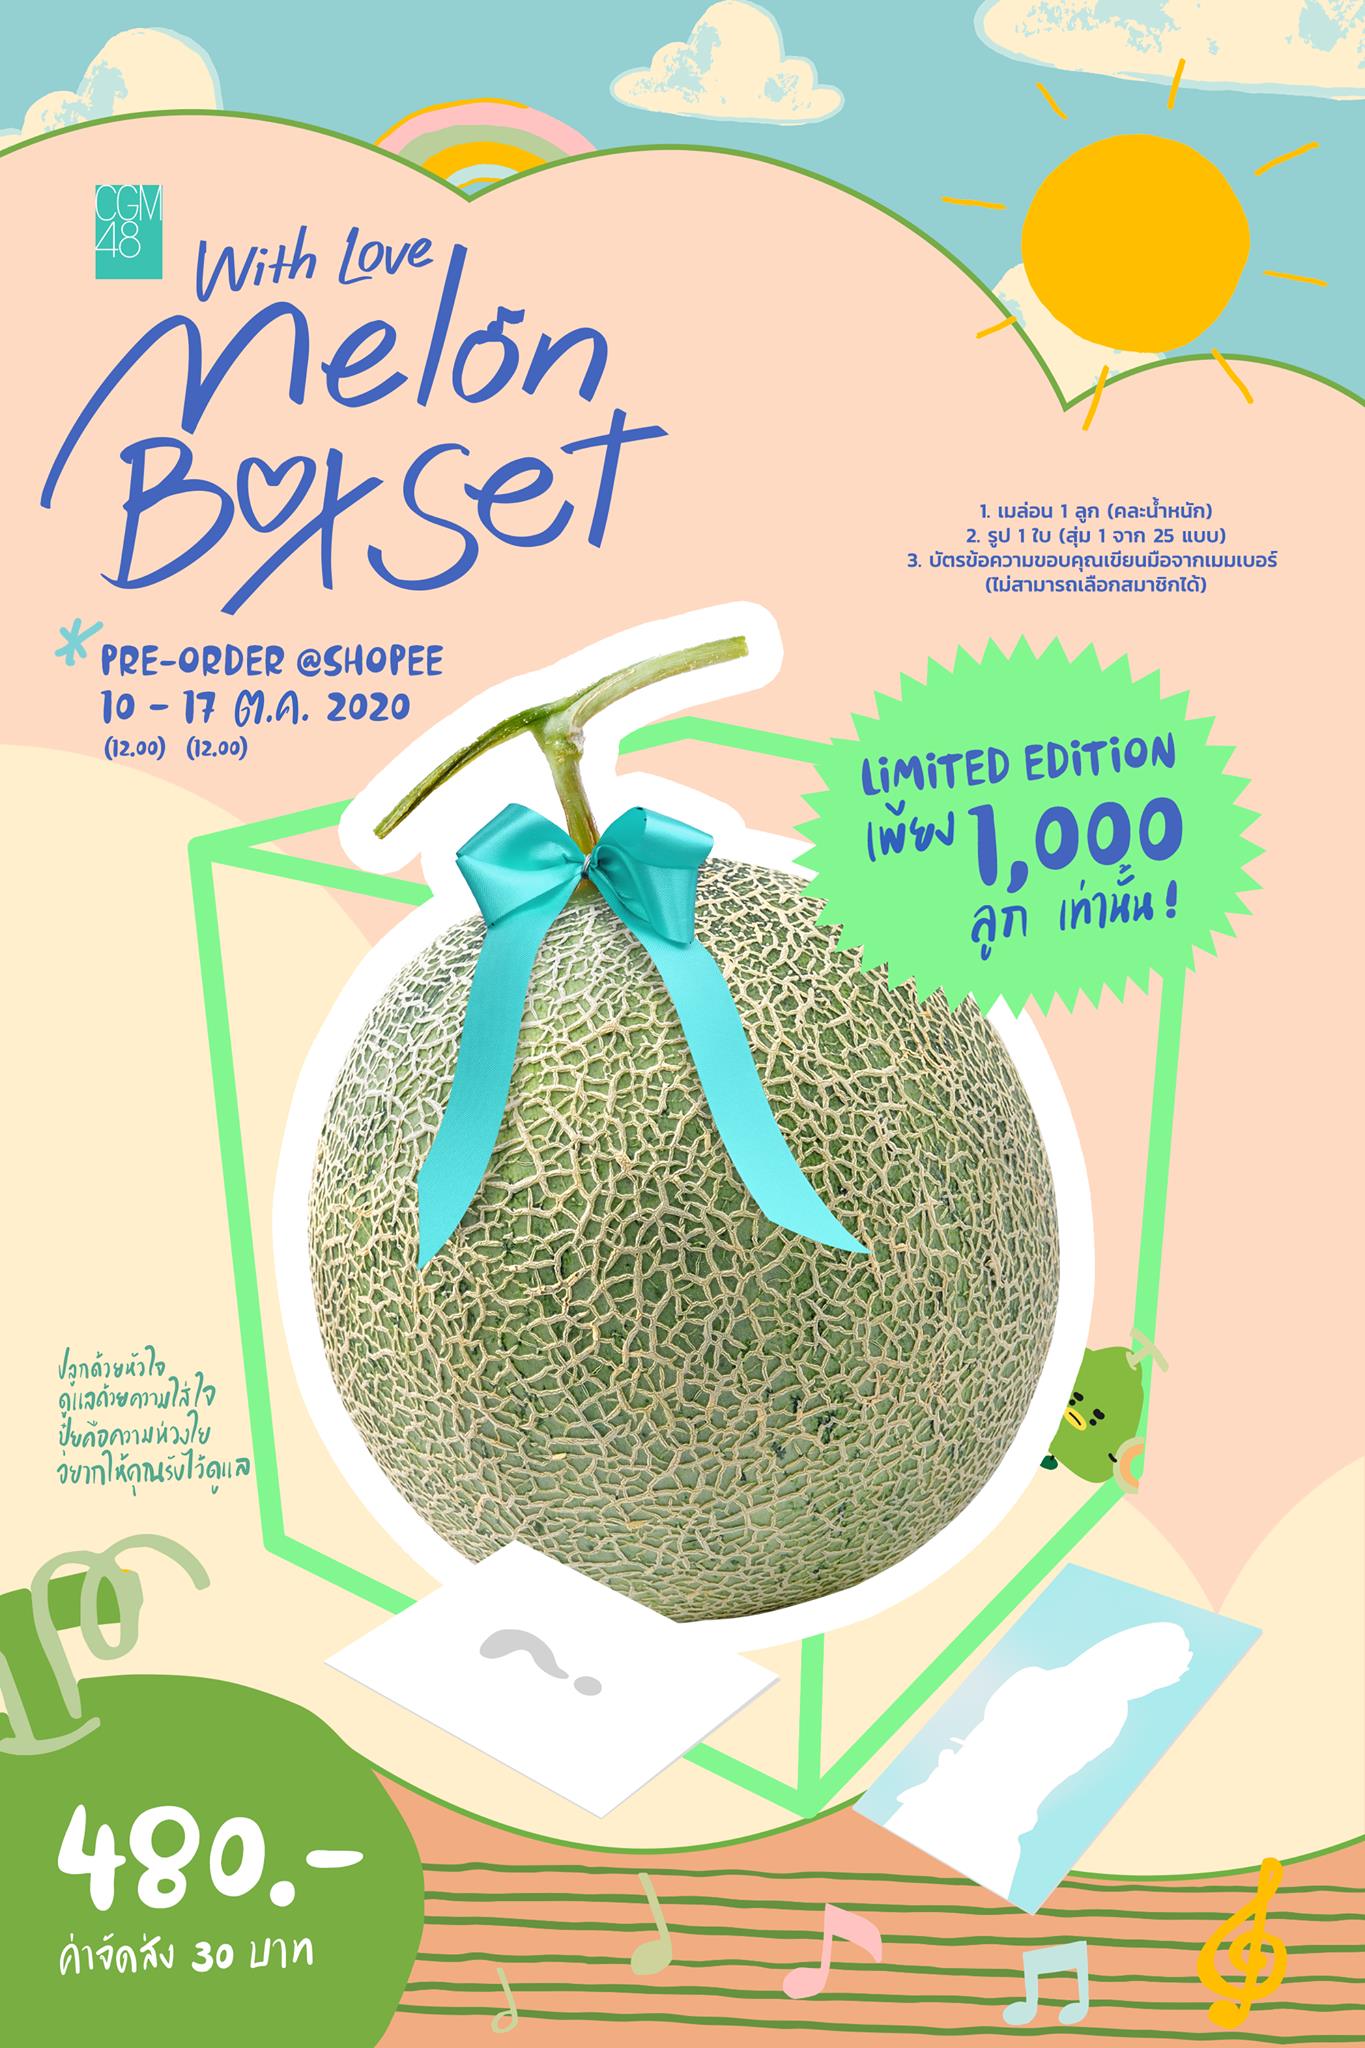 CGM
48
With Love
Melon
Boxset
* PRE-ORDER @SHOPEE
10 - 17 ต.ค. 2020
(12.00) (12.00)
1. เมล่อน 1 ลูก (คละน้ำหนัก)
2. รูป 1 ใบ (สุ่ม 1 จาก 25 แบบ)
3. บัตรข้อความขอบคุณเขียนมือจากเมมเบอร์
(ไม่สามารถเลือกสมาชิกได้)
LiMiTED EDiTiON
เพียง 1,000
ลูก เท่านั้น!
ปลูกด้วยหัวใจ
ดูแลด้วยความใส่ใจ
ปุ๋ยคือความห่วงใย
อยากให้คุณรับไว้ดูแล
?
480.-
ค่าจัดส่ง 30 บาท